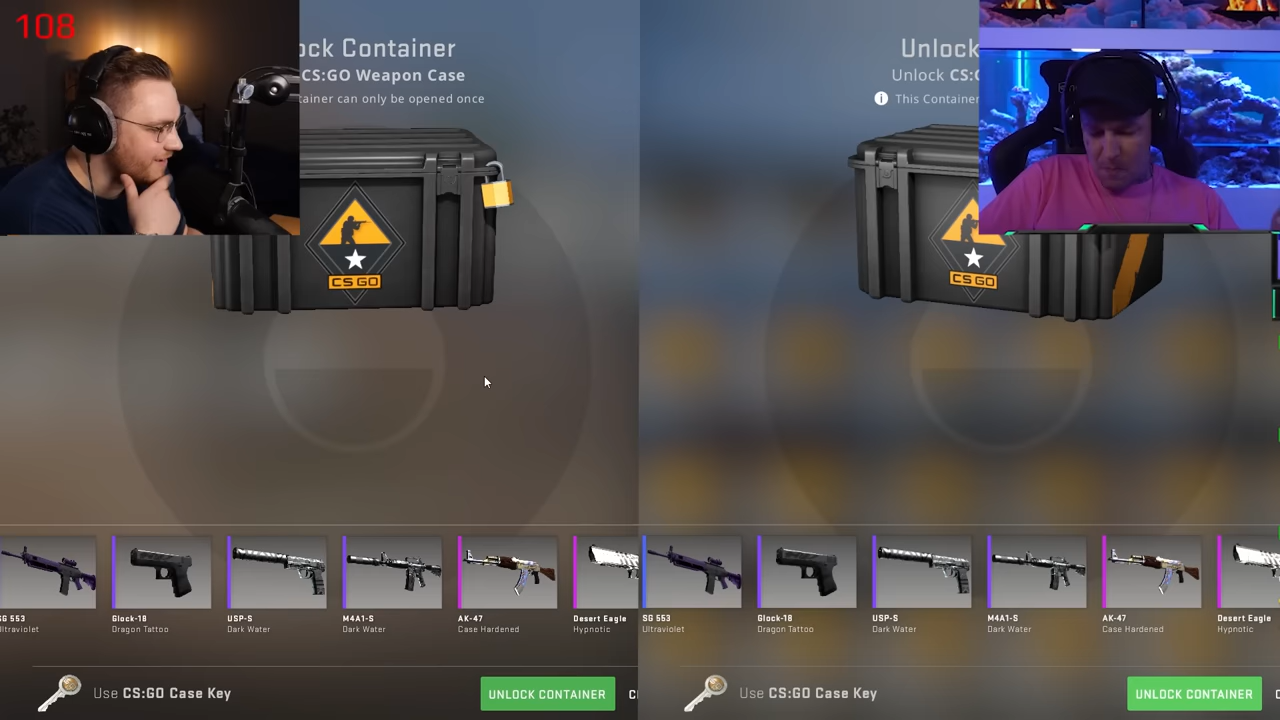 108
ock Container
CS:GO Weapon Case
tainer can only be opened once
CS GO
SG 553
Ultraviolet
Glock-18
Dragon Tattoo
USP-S
Dark Water
M4A1-S
Dark Water
AK-47
Case Hardened
Desert Eagle
Hypnotic
Use CS:GO Case Key
UNLOCK CONTAINER
Unlock
Unlock CS:G
This Container
CS GO
SG 553
Ultraviolet
Glock-18
Dragon Tattoo
USP-S
Dark Water
M4A1-S
Dark Water
AK-47
Case Hardened
Desert Eagle
Hypnotic
Use CS:GO Case Key
UNLOCK CONTAINER